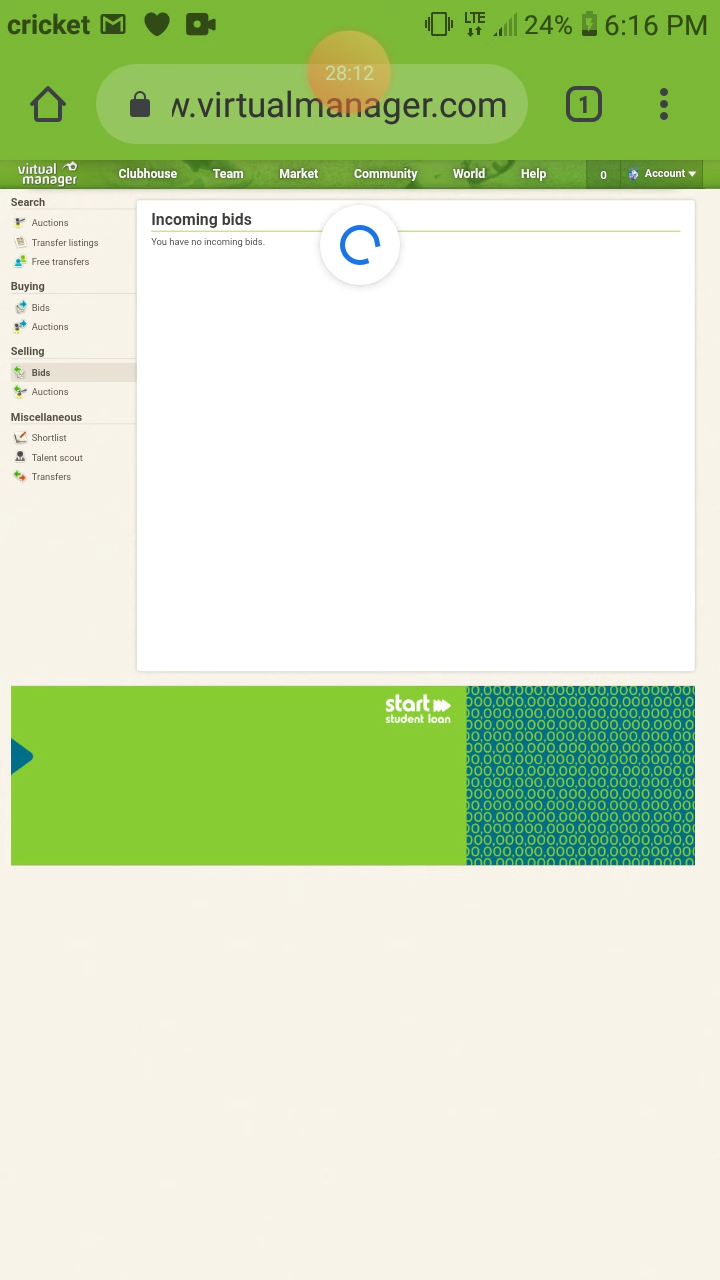 cricket LTE 24% 6:16 PM
28:12
w.virtualmanager.com 1
virtual manager Clubhouse Team Market Community World Help 0 Account
Search
Auctions
Transfer listings
Free transfers
Buying
Bids
Auctions
Selling
Bids
Auctions
Miscellaneous
Shortlist
Talent scout
Transfers
Incoming bids
You have no incoming bids.
start
student loan